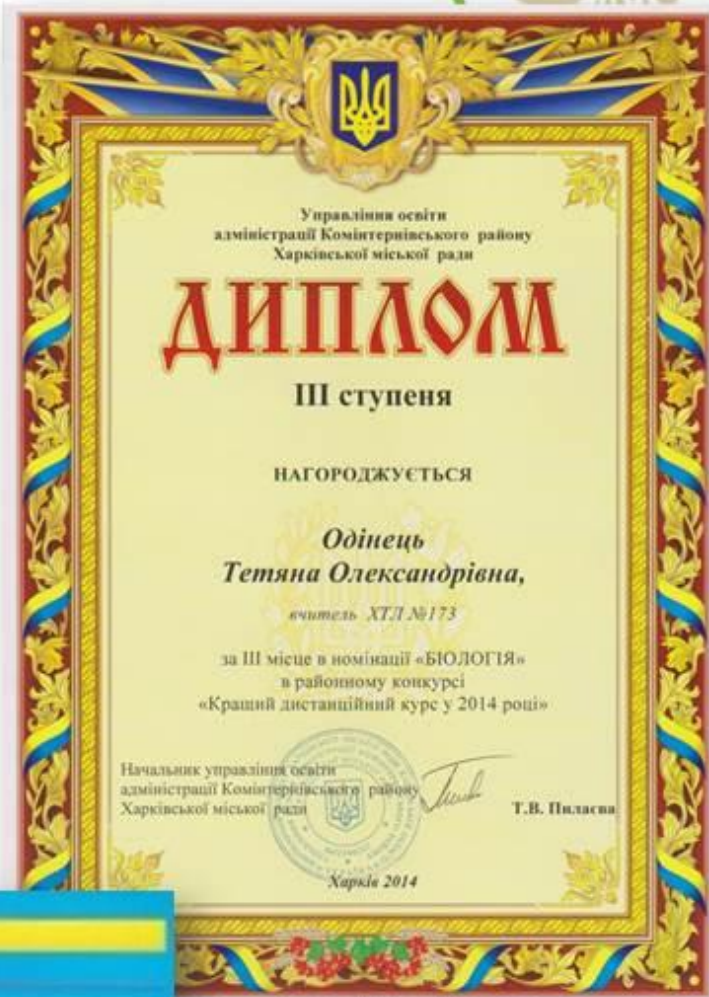 Управління освіти
адміністрації Комінтернівського району
Харківської міської ради
ДИПЛОМ
III ступеня
НАГОРОДЖУЄТЬСЯ
Одінець
Тетяна Олександрівна,
вчитель ХТЛ №173
за III місце в номінації «БІОЛОГІЯ»
в районному конкурсі
«Кращий дистанційний курс у 2014 році»
Начальник управління освіти
адміністрації Комінтернівського району
Харківської міської ради
Т.В. Пилаєва
Харків 2014